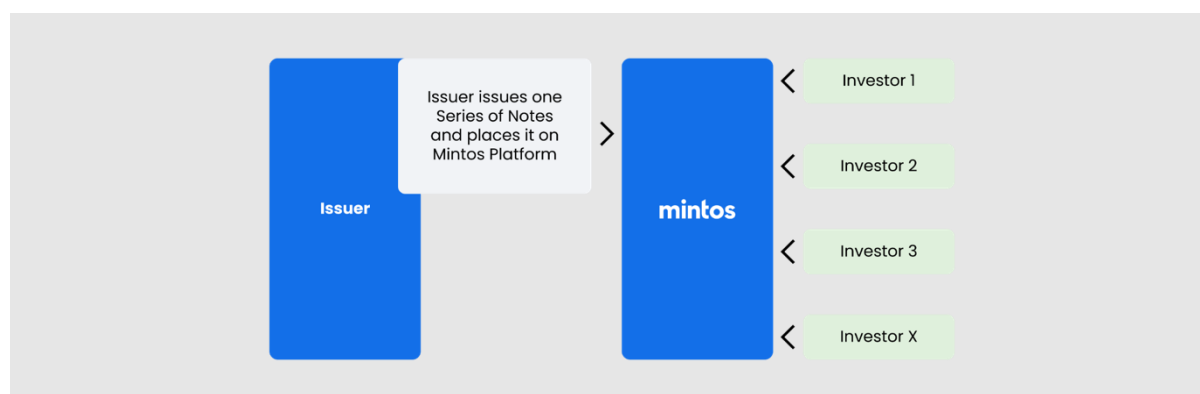 Issuer issues one
Series of Notes
and places it on
Mintos Platform
Issuer
mintos
Investor 1
Investor 2
Investor 3
Investor X